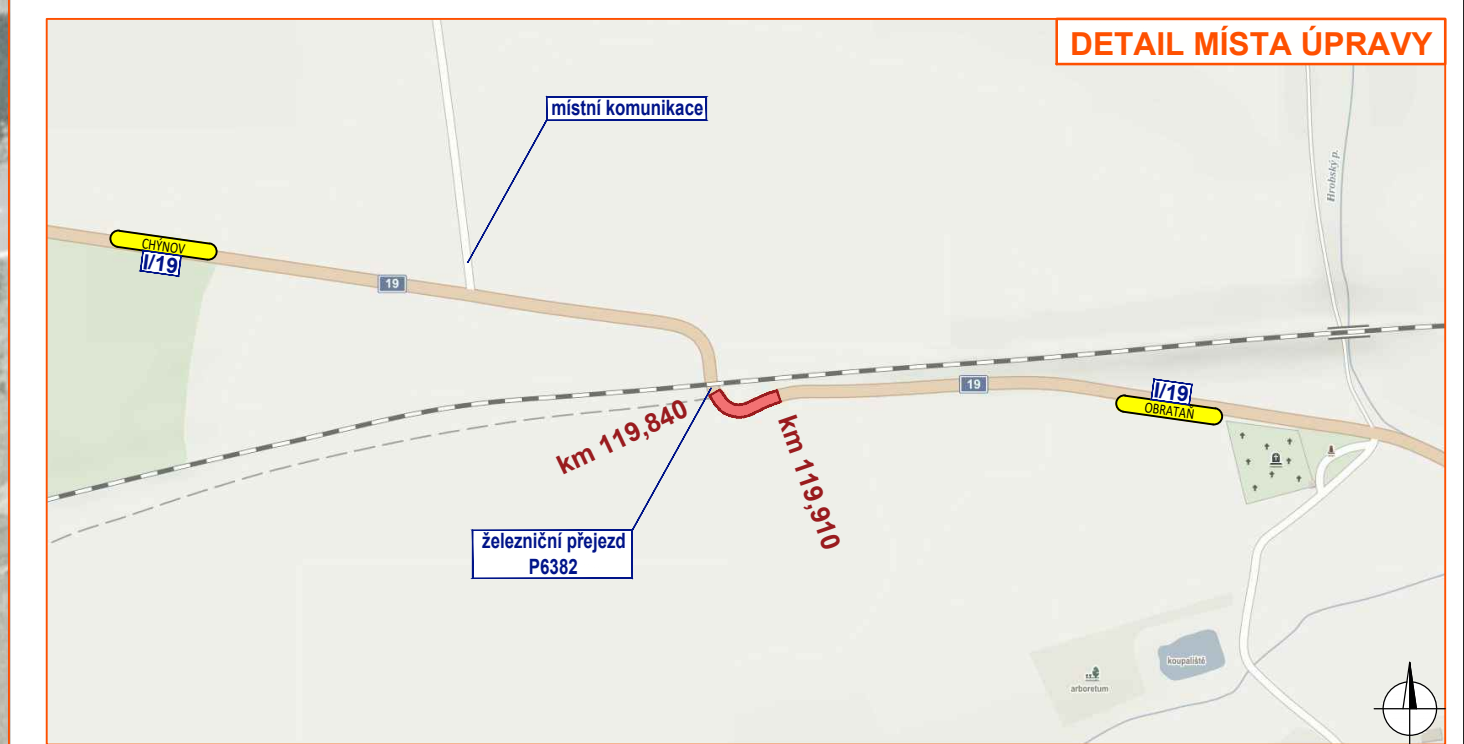 DETAIL MÍSTA ÚPRAVY
místní komunikace
Hrobský p.
CHÝNOV
I/19
19
19
I/19
OBRATAŇ
km 119,840
km 119,910
železniční přejezd
P6382
koupaliště
arboretum